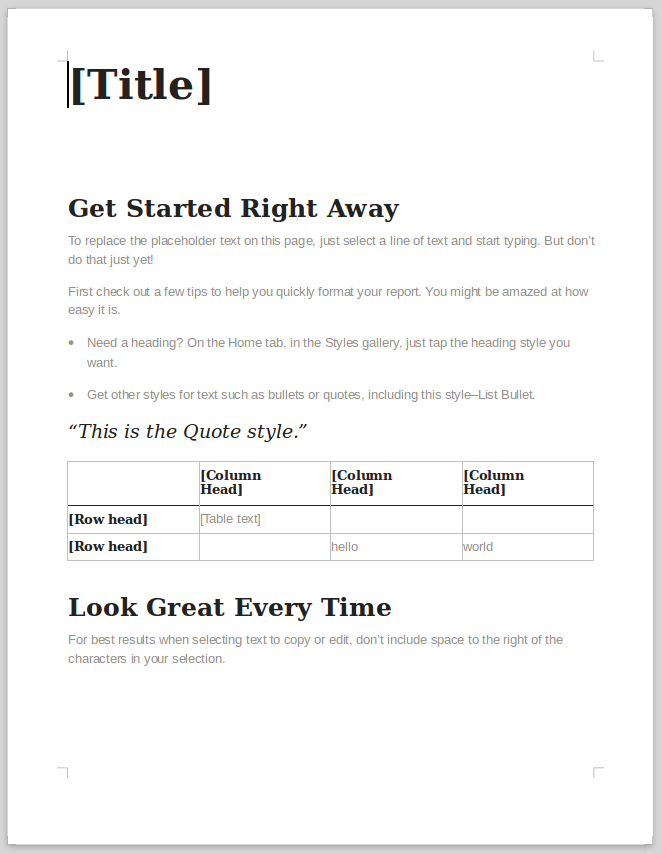 [Title]
Get Started Right Away
To replace the placeholder text on this page, just select a line of text and start typing. But don’t
do that just yet!
First check out a few tips to help you quickly format your report. You might be amazed at how
easy it is.
• Need a heading? On the Home tab, in the Styles gallery, just tap the heading style you
want.
• Get other styles for text such as bullets or quotes, including this style–List Bullet.
“This is the Quote style.”
[Column [Column [Column
Head] Head] Head]
[Row head] [Table text]
[Row head] hello world
Look Great Every Time
For best results when selecting text to copy or edit, don’t include space to the right of the
characters in your selection.